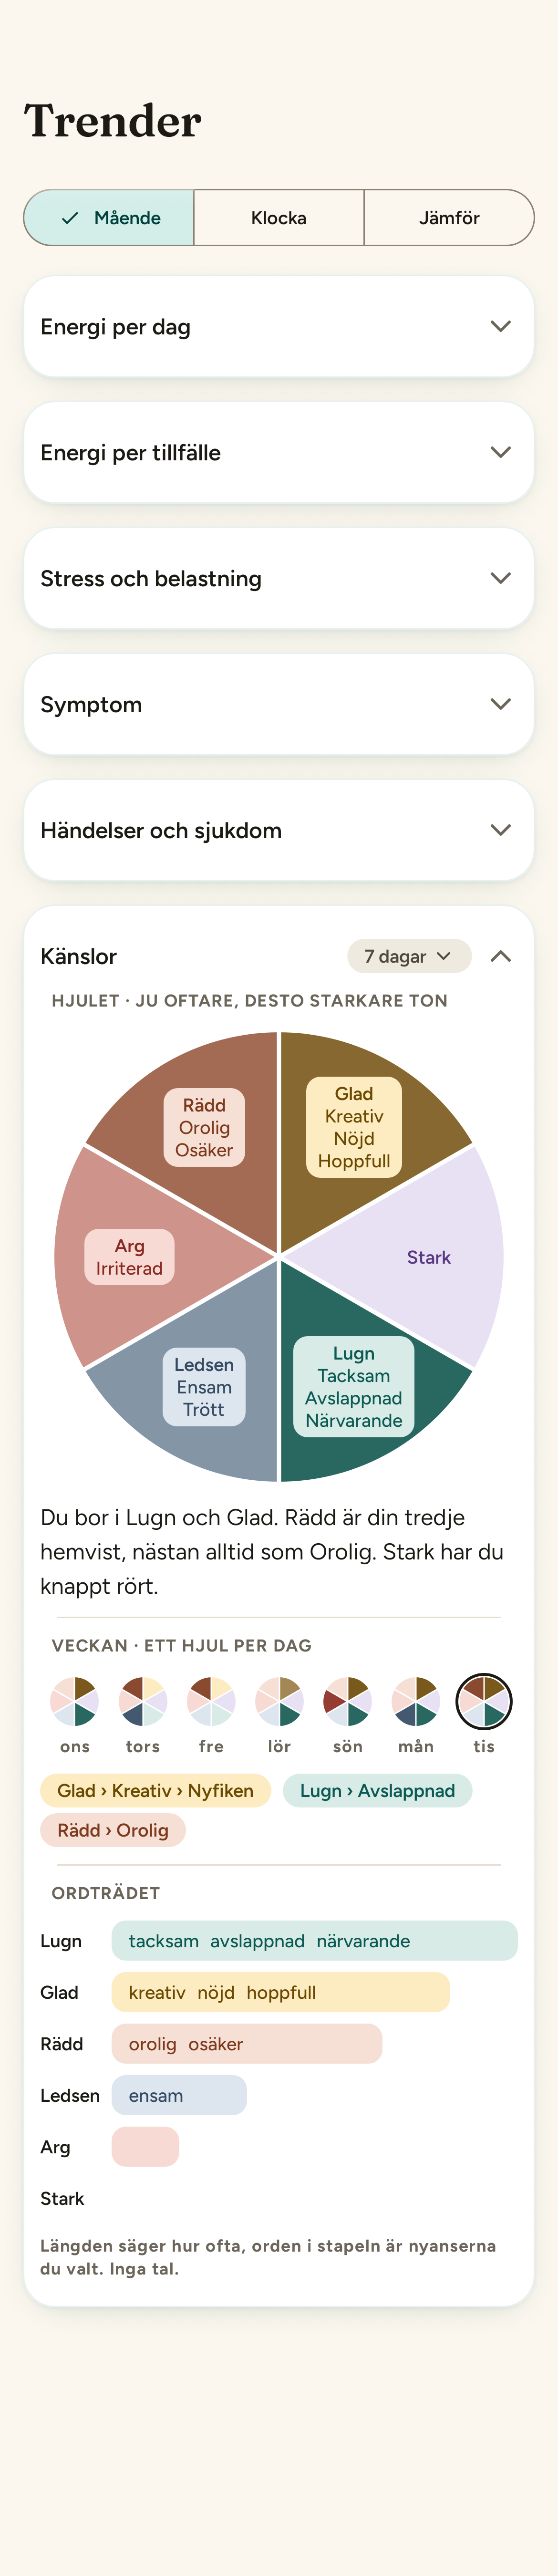 Trender
Mående
Klocka
Jämför
Energi per dag
Energi per tillfälle
Stress och belastning
Symptom
Händelser och sjukdom
Känslor
7 dagar
HJULET · JU OFTARE, DESTO STARKARE TON
Rädd
Orolig
Osäker
Glad
Kreativ
Nöjd
Hoppfull
Arg
Irriterad
Stark
Ledsen
Ensam
Trött
Lugn
Tacksam
Avslappnad
Närvarande
Du bor i Lugn och Glad. Rädd är din tredje
hemvist, nästan alltid som Orolig. Stark har du
knappt rört.
VECKAN · ETT HJUL PER DAG
ons tors fre lör sön mån tis
Glad › Kreativ › Nyfiken
Lugn › Avslappnad
Rädd › Orolig
ORDTRÄDET
Lugn tacksam avslappnad närvarande
Glad kreativ nöjd hoppfull
Rädd orolig osäker
Ledsen ensam
Arg
Stark
Längden säger hur ofta, orden i stapeln är nyanserna
du valt. Inga tal.